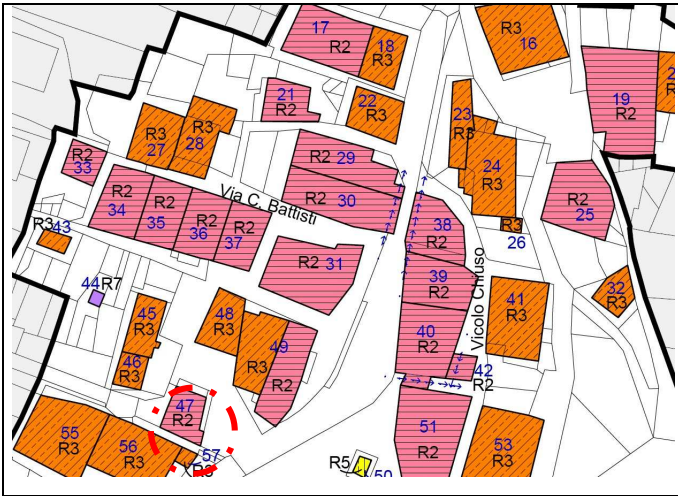 17
R2
18
R3
R3
16
19
R2
2
21
R2
22
R3
23
R3
24
R3
R3
27
R3
28
R2
29
R2
30
R2
33
R2
34
R2
35
R2
36
R2
37
Via C. Battisti
38
R2
R2
25
R3
26
R2
31
39
R2
Vicolo Chiuso
R3
43
44
R7
32
R3
41
R3
45
R3
48
R3
R3
49
R2
40
R2
46
R3
42
R2
47
R2
51
R2
55
R3
56
R3
57
R3
R5
50
53
R3